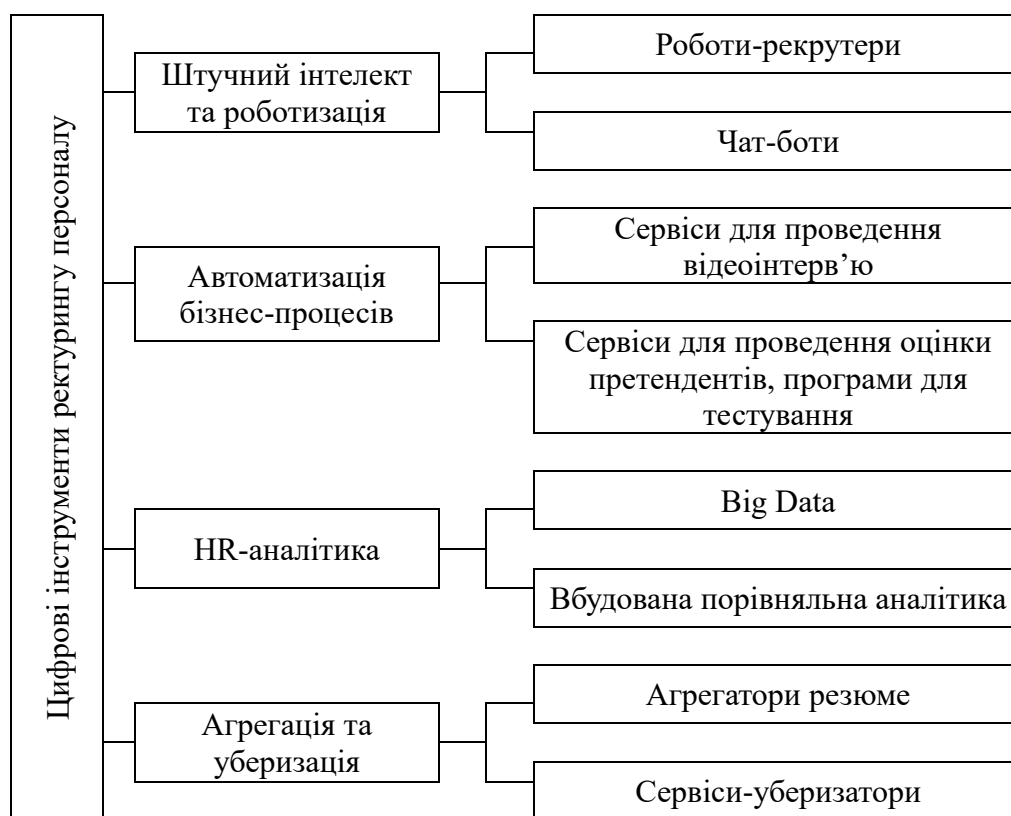 Цифрові інструменти ректурингу персоналу
Штучний інтелект
та роботизація
Роботи-рекрутери
Чат-боти
Автоматизація
бізнес-процесів
Сервіси для проведення
відеоінтерв’ю
Сервіси для проведення оцінки
претендентів, програми для
тестування
HR-аналітика
Big Data
Вбудована порівняльна аналітика
Агрегація та
уберизація
Агрегатори резюме
Сервіси-уберизатори